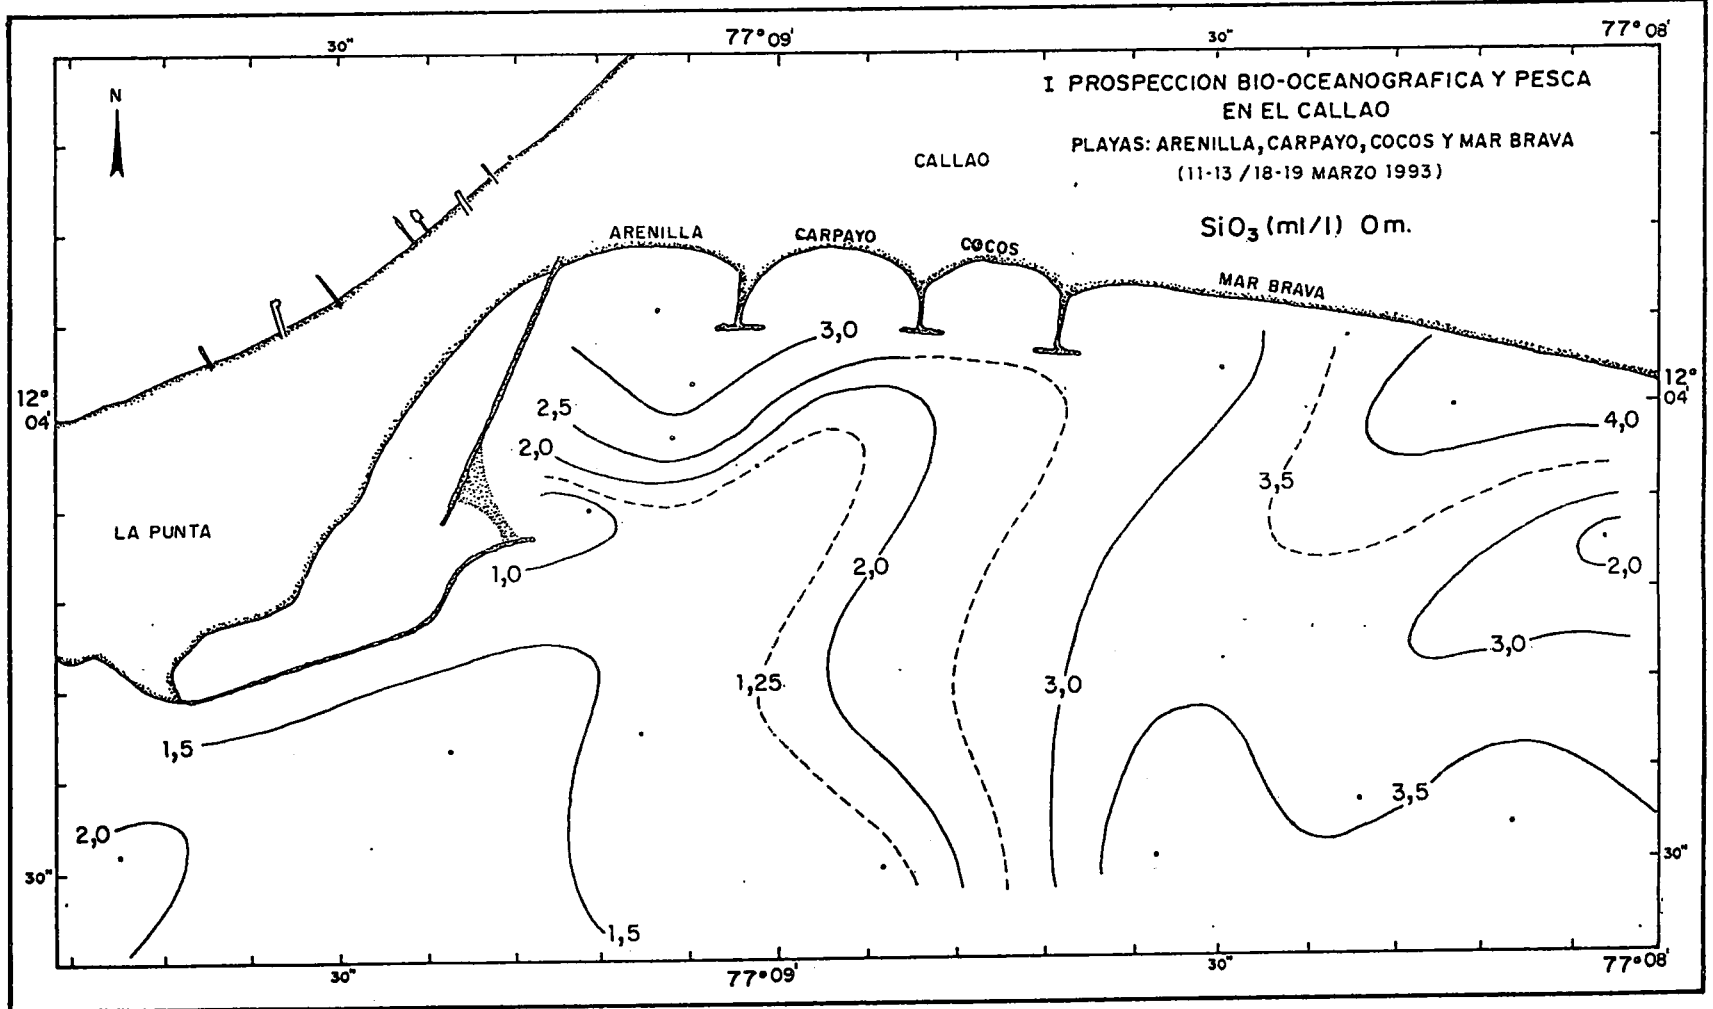 30" 77°09' 30" 77°08'
N
I PROSPECCION BIO-OCEANOGRAFICA Y PESCA
EN EL CALLAO
PLAYAS: ARENILLA, CARPAYO, COCOS Y MAR BRAVA
(11-13 / 18-19 MARZO 1993)
SiO3 (ml/l) 0m.
CALLAO
ARENILLA CARPAYO COCOS
MAR BRAVA
3,0
12°
04'
12°
04'
2,5
4,0
2,0
3,5
LA PUNTA
1,0
2,0
2,0
3,0
1,25
3,0
1,5
3,5
2,0
30"
30"
1,5
30" 77°09' 30" 77°08'